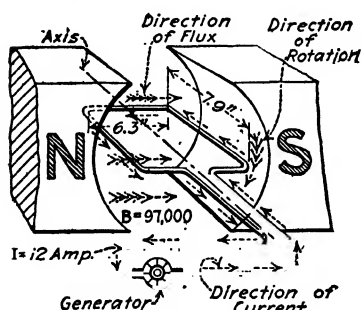 Axis
Direction
of Flux
Direction
of
Rotation
7.9"
6.3"
N
S
B=97,000
I=12 Amp.
Generator
Direction of
Current